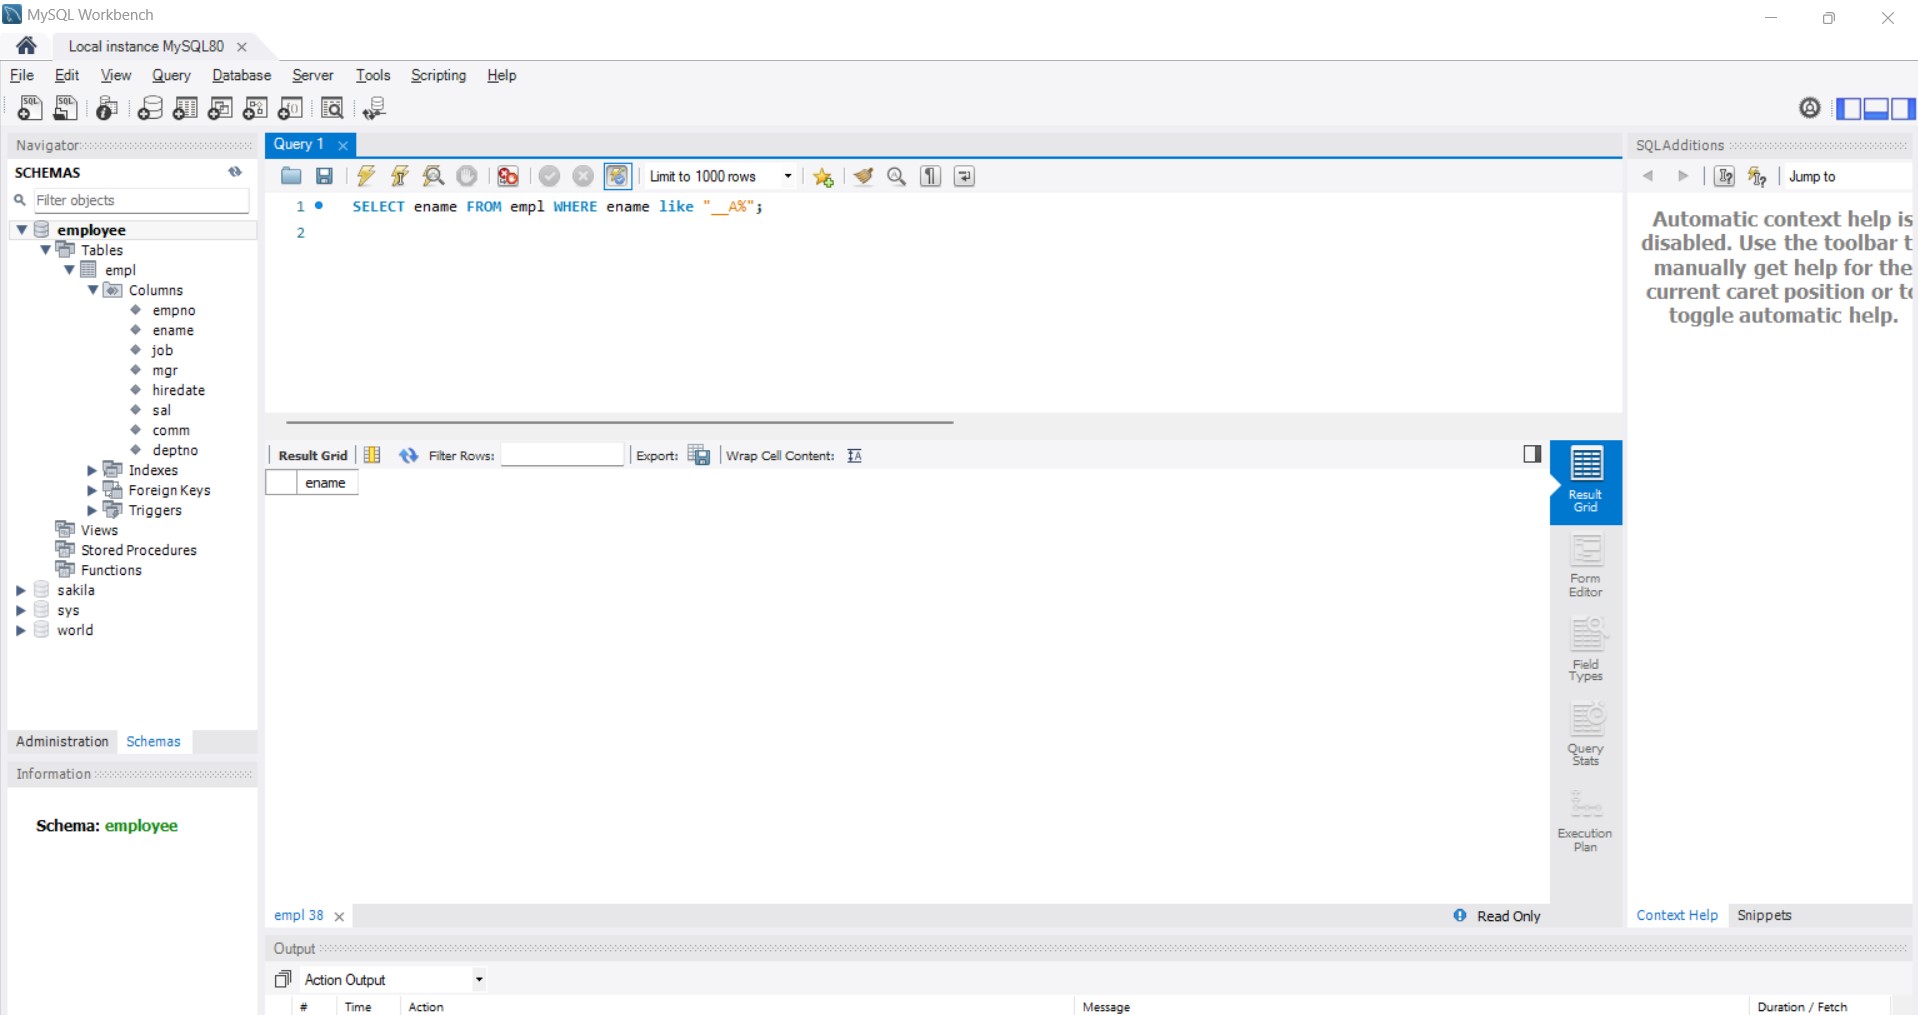 MySQL Workbench
Local instance MySQL80
File Edit View Query Database Server Tools Scripting Help
Navigator
SCHEMAS
Filter objects
employee
Tables
empl
Columns
empno
ename
job
mgr
hiredate
sal
comm
deptno
Indexes
Foreign Keys
Triggers
Views
Stored Procedures
Functions
sakila
sys
world
Administration Schemas
Information
Schema: employee
Query 1
Limit to 1000 rows
1 SELECT ename FROM empl WHERE ename like "__A%";
2
Result Grid Filter Rows: Export: Wrap Cell Content:
ename
Result
Grid
Form
Editor
Field
Types
Query
Stats
Execution
Plan
empl 38
Read Only
SQLAdditions
Jump to
Automatic context help is
disabled. Use the toolbar t
manually get help for the
current caret position or to
toggle automatic help.
Context Help Snippets
Output
Action Output
# Time Action Message Duration / Fetch